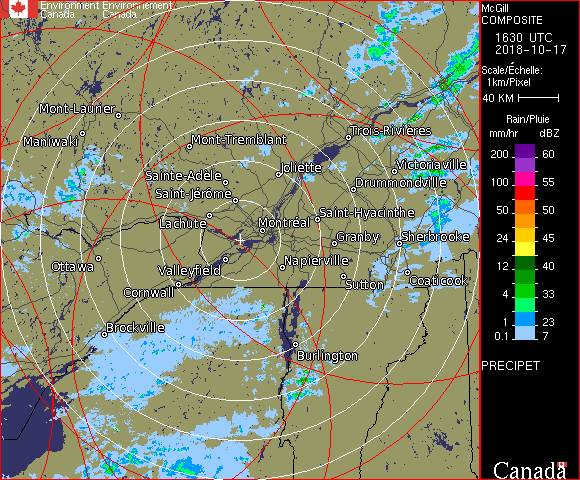 Environment Environnement
Canada Canada
McGill
COMPOSITE
1630 UTC
2018-10-17
Scale/Échelle:
1km/Pixel
40 KM
Rain/Pluie
mm/hr dBZ
200 60
100 55
50 50
24 45
12 40
4 33
1 23
0.1 7
PRECIPET
Canada
Mont-Laurier
Maniwaki
Mont-Tremblant
Trois-Rivières
Sainte-Adèle
Joliette
Victoriaville
Saint-Jérôme
Drummondville
Lachute
Saint-Hyacinthe
Montréal
Granby
Sherbrooke
Ottawa
Valleyfield
Napierville
Cornwall
Sutton
Coaticook
Brockville
Burlington